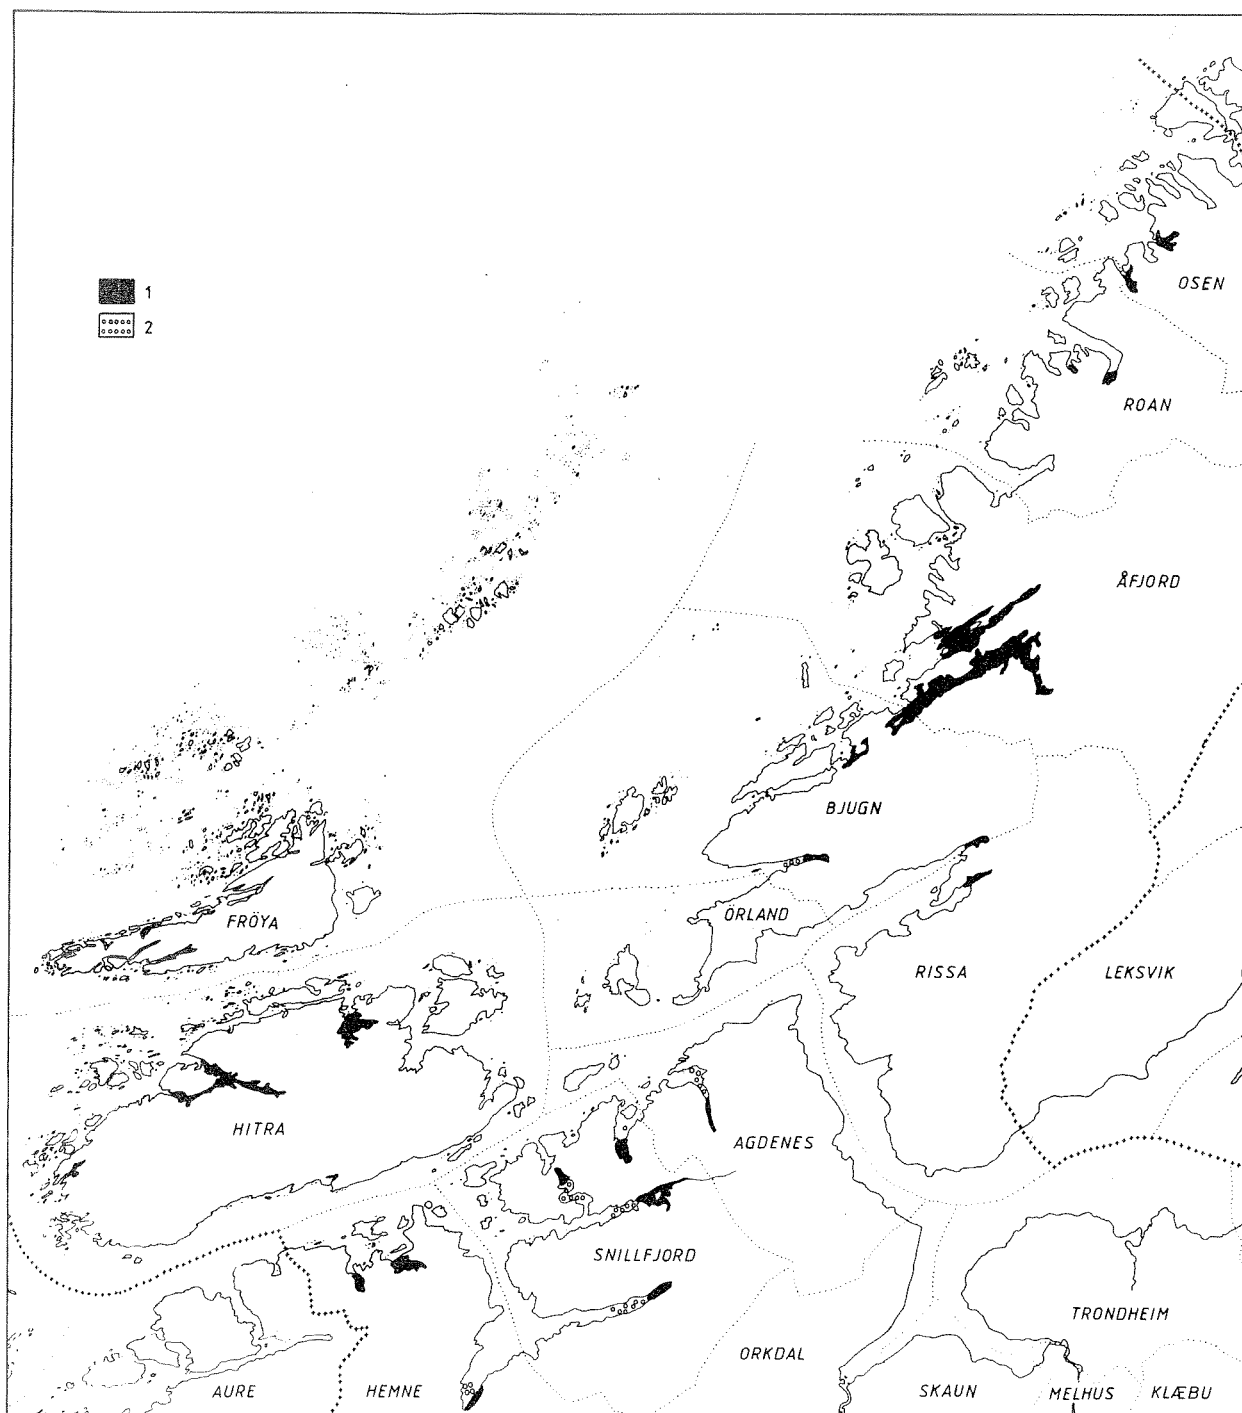 OSEN
1
2
ROAN
ÅFJORD
BJUGN
FRÖYA
ÖRLAND
RISSA
LEKSVIK
HITRA
AGDENES
SNILLFJORD
TRONDHEIM
ORKDAL
AURE
HEMNE
SKAUN
MELHUS
KLÆBU